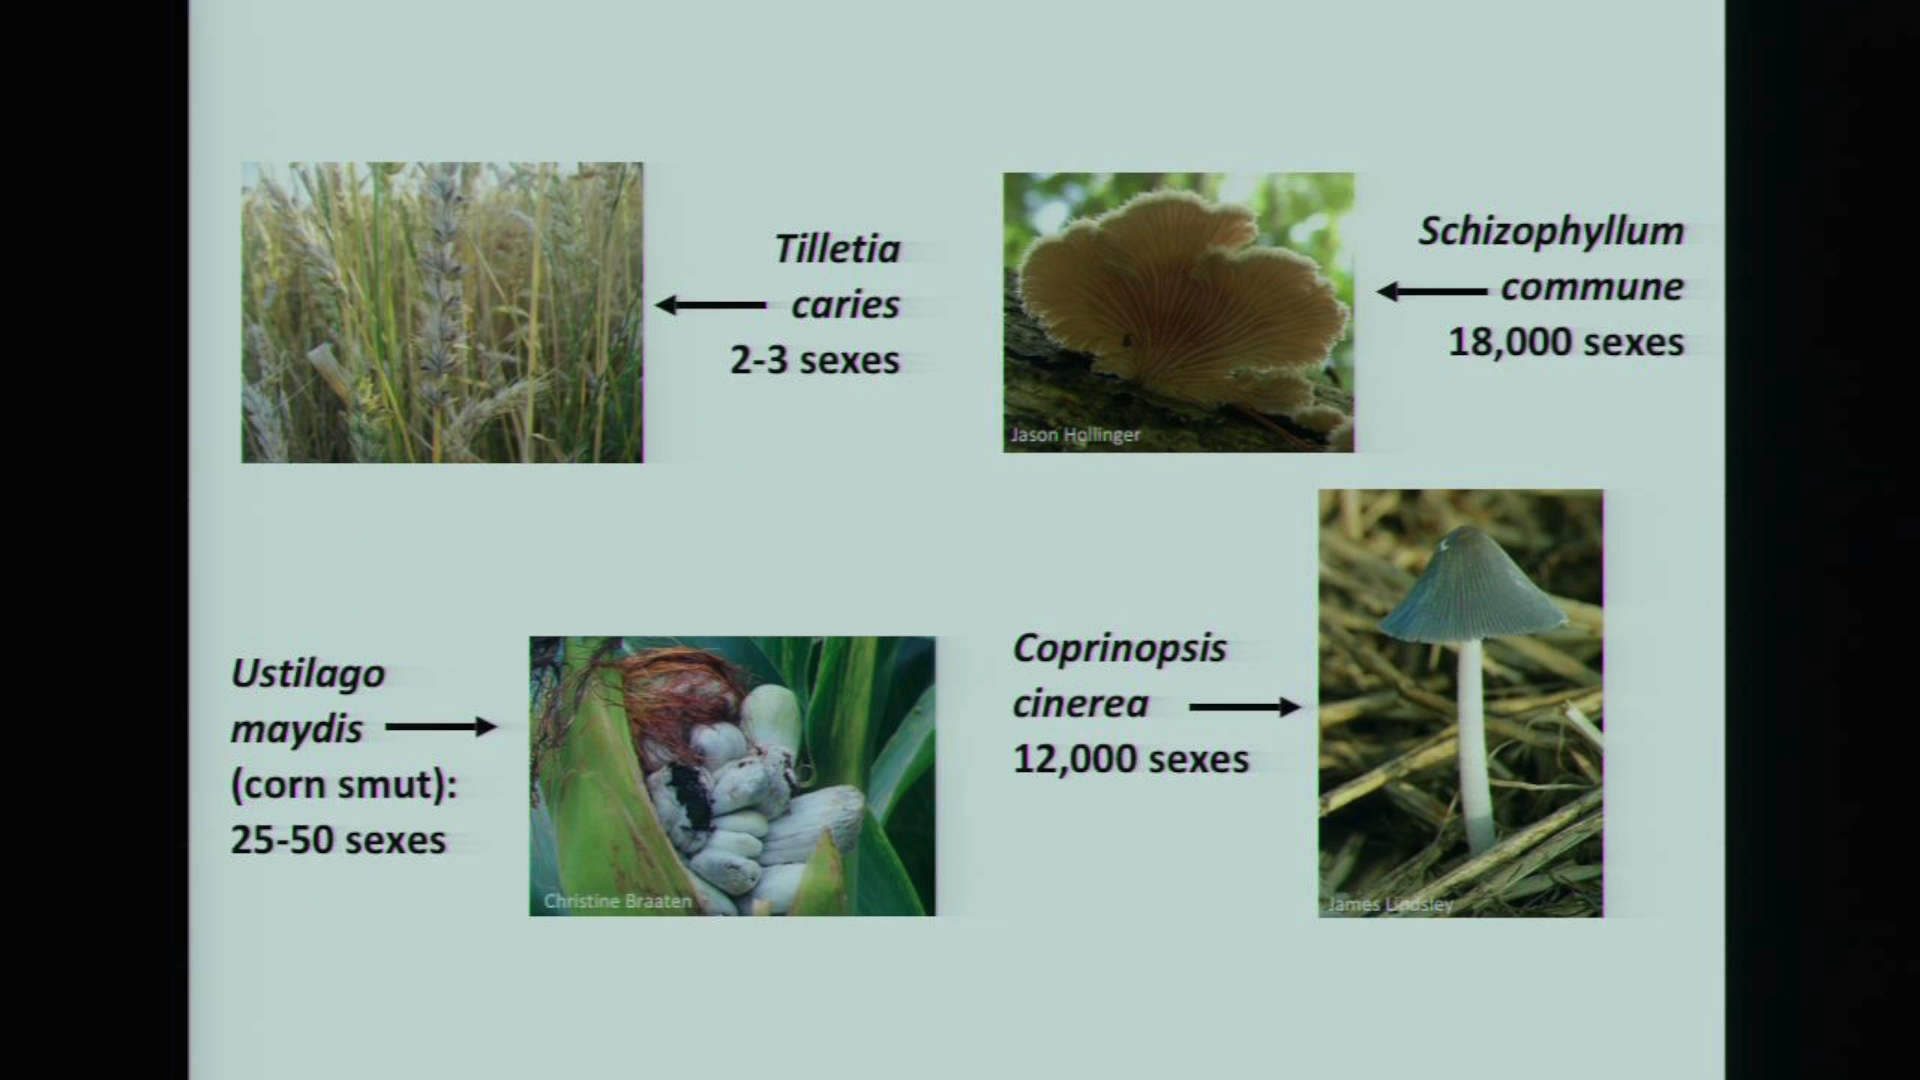 Tilletia
caries
2-3 sexes
Schizophyllum
commune
18,000 sexes
Jason Hollinger
Ustilago
maydis
(corn smut):
25-50 sexes
Christine Braaten
Coprinopsis
cinerea
12,000 sexes
James Lindsley